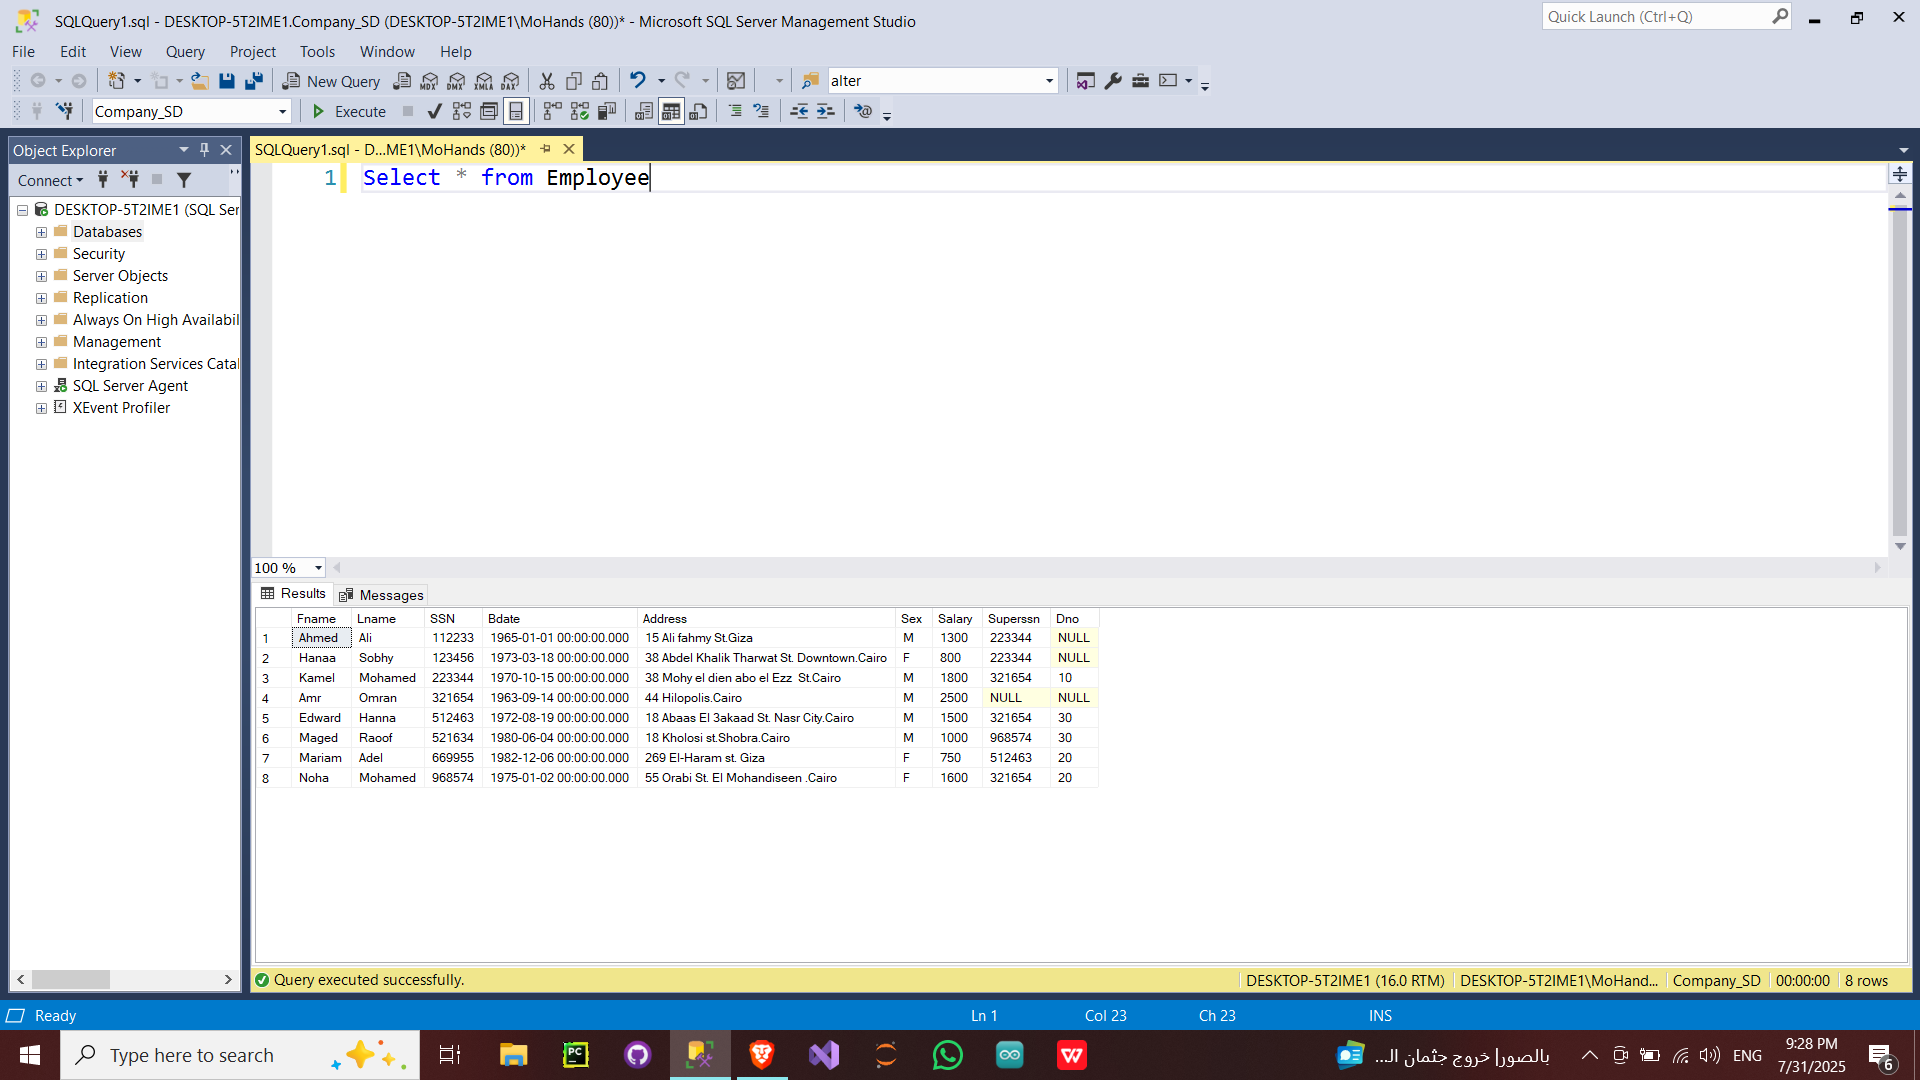 SQLQuery1.sql - DESKTOP-5T2IME1.Company_SD (DESKTOP-5T2IME1\MoHands (80))* - Microsoft SQL Server Management Studio
Quick Launch (Ctrl+Q)
File Edit View Query Project Tools Window Help
New Query MDX DMX XMLA DAX alter
Company_SD Execute
Object Explorer
SQLQuery1.sql - D...ME1\MoHands (80))*
Connect
1 Select * from Employee
DESKTOP-5T2IME1 (SQL Ser
Databases
Security
Server Objects
Replication
Always On High Availabil
Management
Integration Services Catal
SQL Server Agent
XEvent Profiler
100 %
Results Messages
Fname Lname SSN Bdate Address Sex Salary Superssn Dno
1 Ahmed Ali 112233 1965-01-01 00:00:00.000 15 Ali fahmy St.Giza M 1300 223344 NULL
2 Hanaa Sobhy 123456 1973-03-18 00:00:00.000 38 Abdel Khalik Tharwat St. Downtown.Cairo F 800 223344 NULL
3 Kamel Mohamed 223344 1970-10-15 00:00:00.000 38 Mohy el dien abo el Ezz  St.Cairo M 1800 321654 10
4 Amr Omran 321654 1963-09-14 00:00:00.000 44 Hilopolis.Cairo M 2500 NULL NULL
5 Edward Hanna 512463 1972-08-19 00:00:00.000 18 Abaas El 3akaad St. Nasr City.Cairo M 1500 321654 30
6 Maged Raoof 521634 1980-06-04 00:00:00.000 18 Kholosi st.Shobra.Cairo M 1000 968574 30
7 Mariam Adel 669955 1982-12-06 00:00:00.000 269 El-Haram st. Giza F 750 512463 20
8 Noha Mohamed 968574 1975-01-02 00:00:00.000 55 Orabi St. El Mohandiseen .Cairo F 1600 321654 20
Query executed successfully. DESKTOP-5T2IME1 (16.0 RTM) DESKTOP-5T2IME1\MoHand... Company_SD 00:00:00 8 rows
Ready Ln 1 Col 23 Ch 23 INS
Type here to search PC W بالصور| خروج جثمان الـ... ENG
9:28 PM
7/31/2025
6